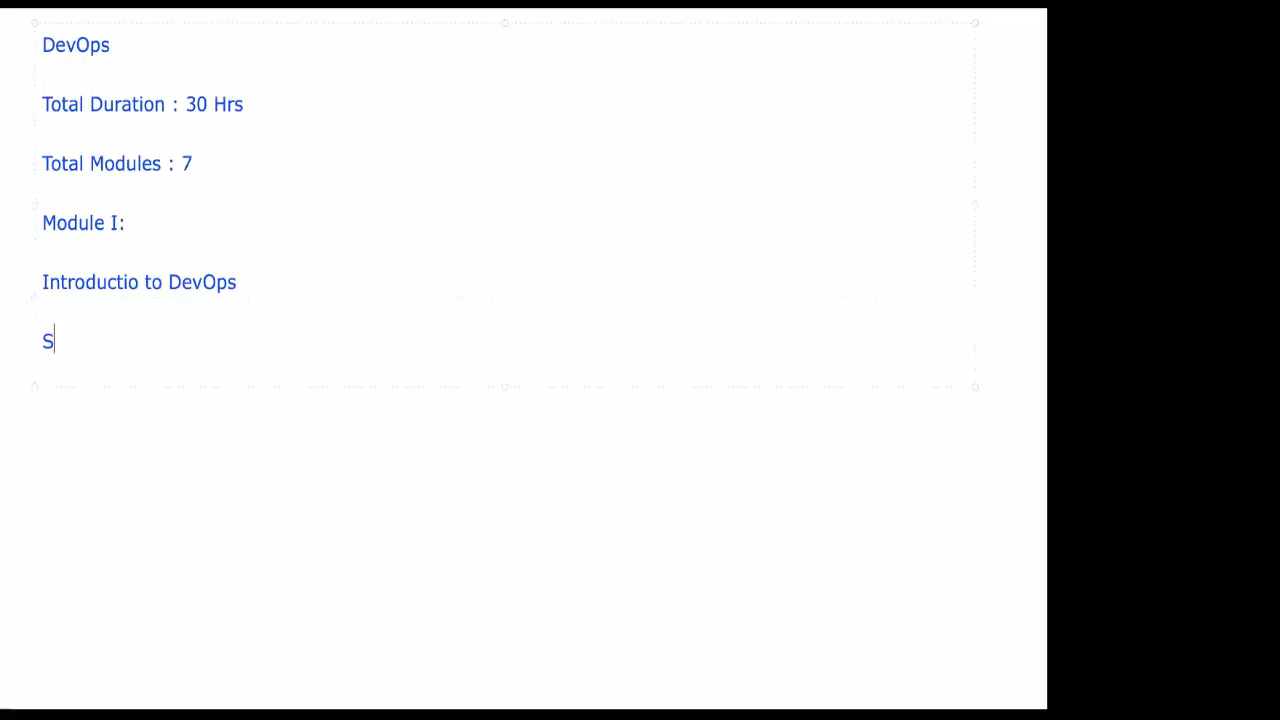 DevOps
Total Duration : 30 Hrs
Total Modules : 7
Module I:
Introductio to DevOps
S